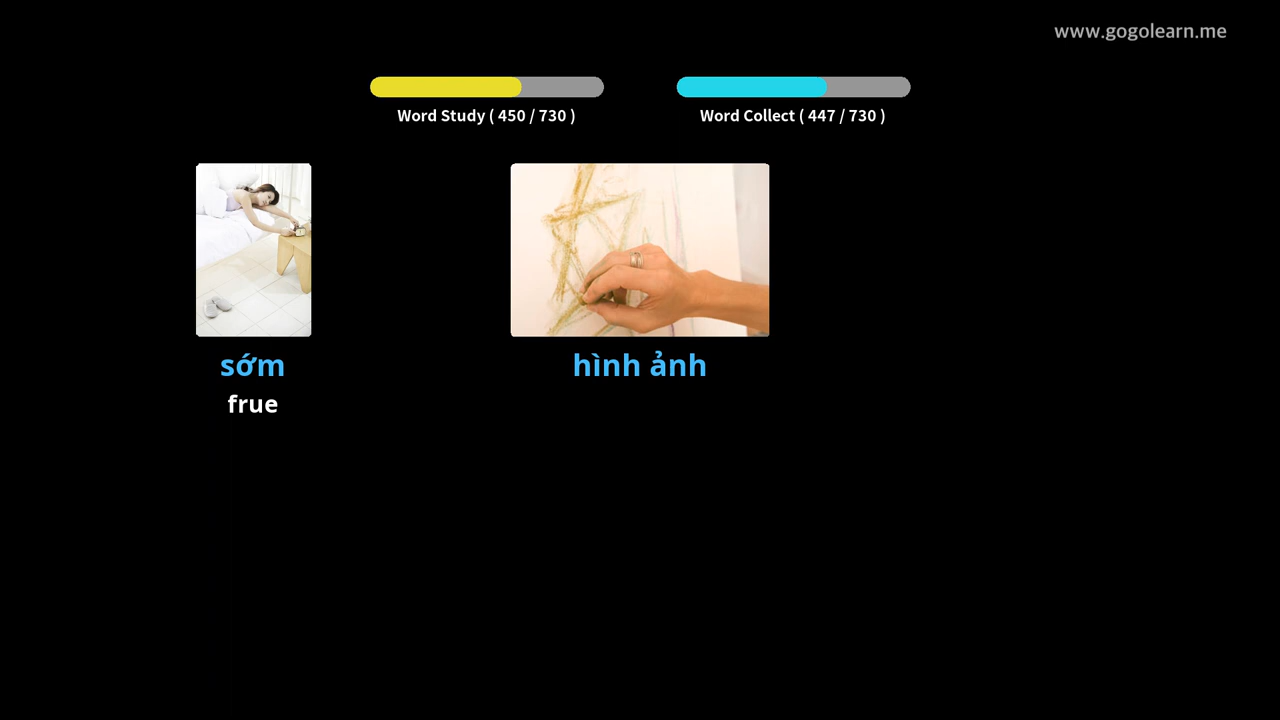 www.gogolearn.me
Word Study ( 450 / 730 )
Word Collect ( 447 / 730 )
sớm
frue
hình ảnh